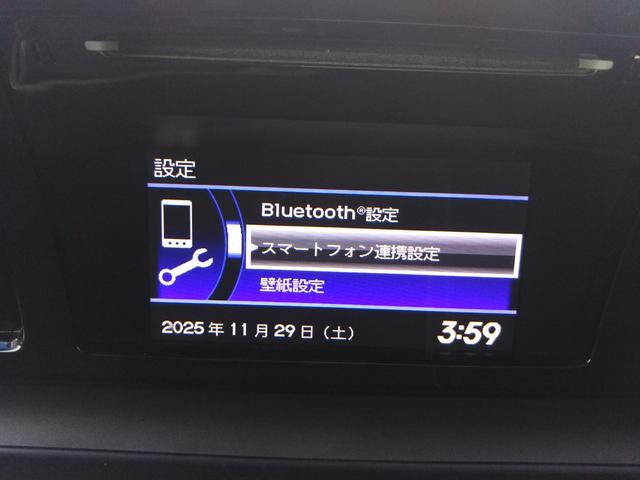 設定
Bluetooth®設定
スマートフォン連携設定
壁紙設定
2025年11月29日（土） 3:59